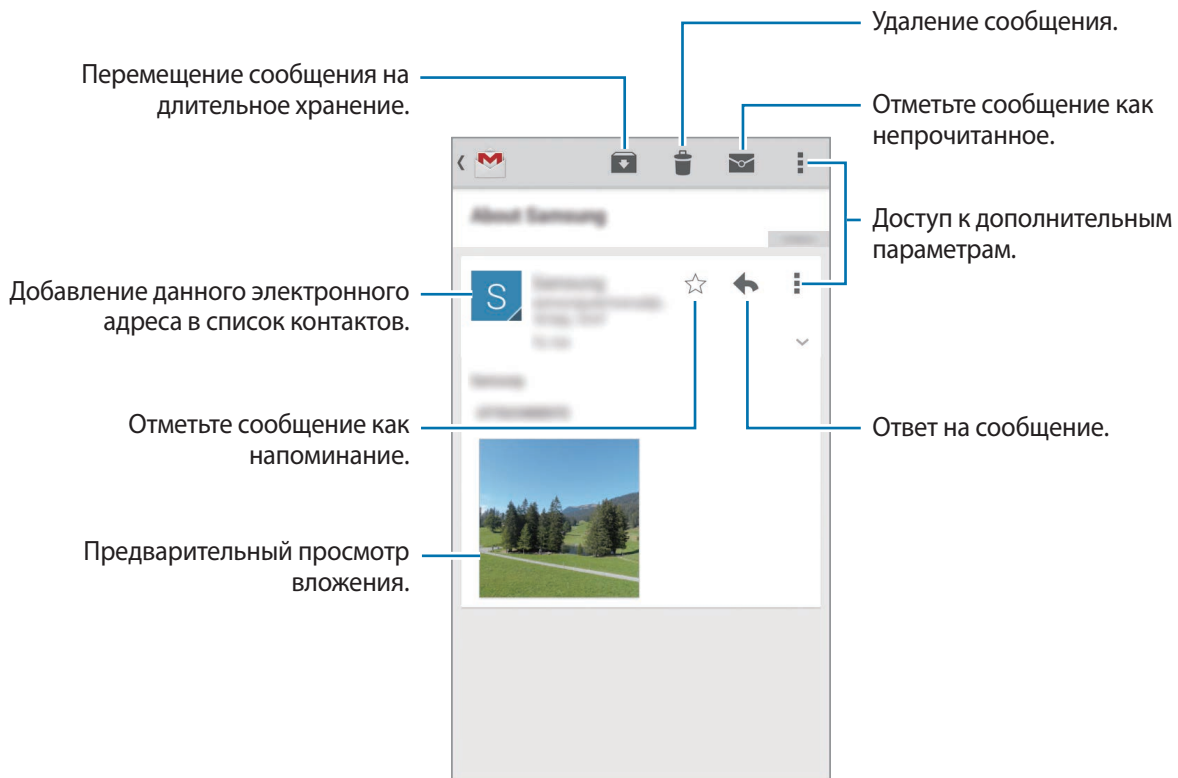 Удаление сообщения.
Перемещение сообщения на
длительное хранение.
Отметьте сообщение как
непрочитанное.
Доступ к дополнительным
параметрам.
About Samsung
S
Samsung
Добавление данного электронного
адреса в список контактов.
Отметьте сообщение как
напоминание.
Ответ на сообщение.
Предварительный просмотр
вложения.